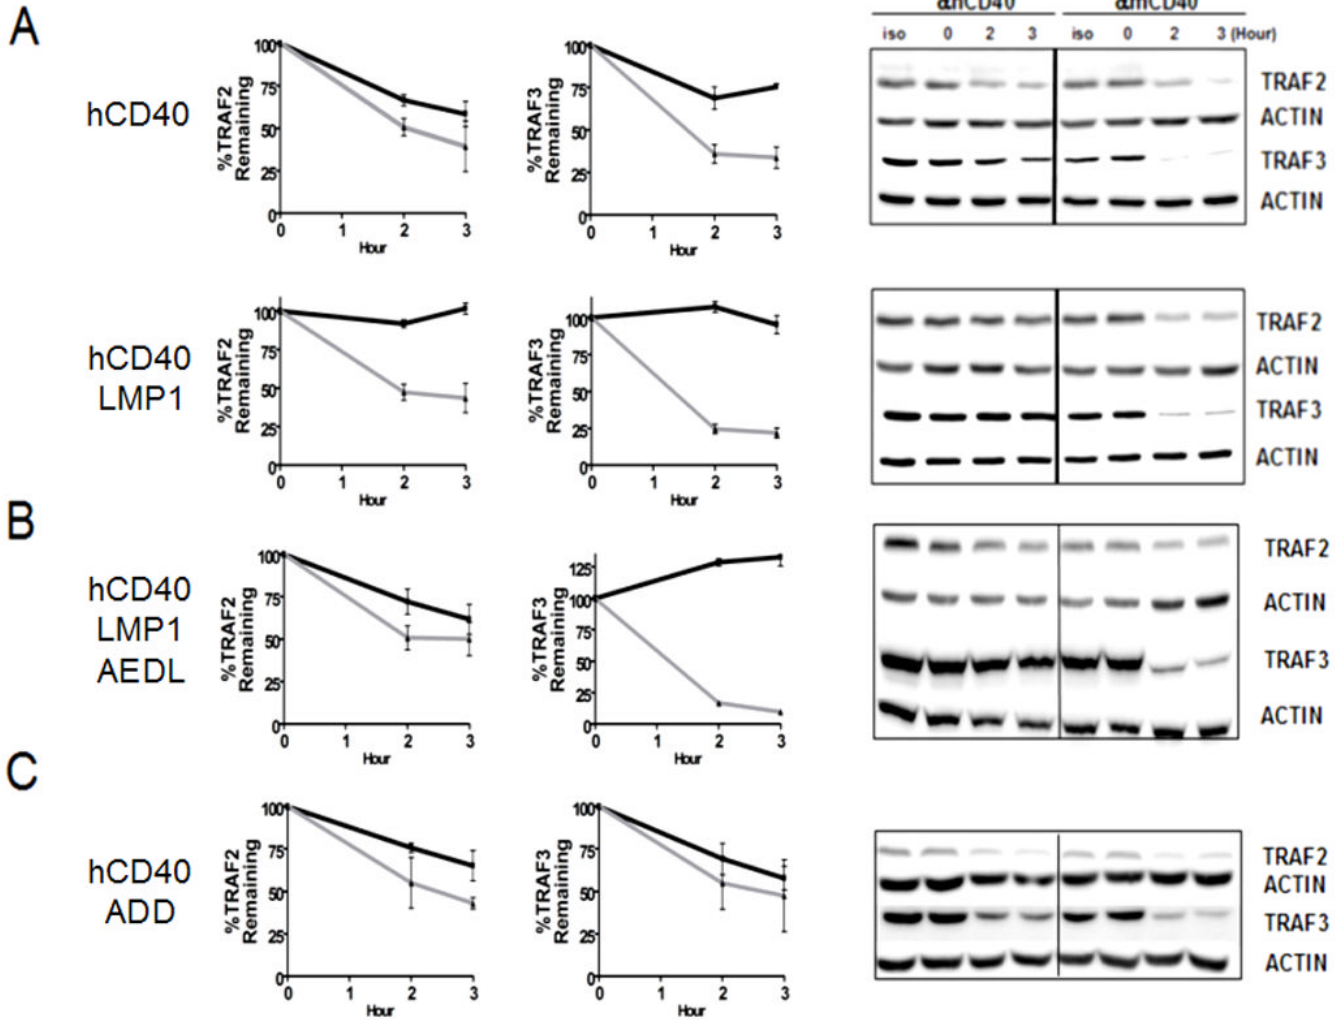 A
αhCD40 αmCD40
iso 0 2 3 iso 0 2 3 (Hour)
hCD40
%TRAF2 Remaining
100
75
50
25
0
0 1 2 3
Hour
%TRAF3 Remaining
100
75
50
25
0
0 1 2 3
Hour
TRAF2
ACTIN
TRAF3
ACTIN
hCD40
LMP1
%TRAF2 Remaining
100
75
50
25
0
0 1 2 3
Hour
%TRAF3 Remaining
100
75
50
25
0
0 1 2 3
Hour
TRAF2
ACTIN
TRAF3
ACTIN
B
hCD40
LMP1
AEDL
%TRAF2 Remaining
100
75
50
25
0
0 1 2 3
Hour
%TRAF3 Remaining
125
100
75
50
25
0
0 1 2 3
Hour
TRAF2
ACTIN
TRAF3
ACTIN
C
hCD40
ADD
%TRAF2 Remaining
100
75
50
25
0
0 1 2 3
Hour
%TRAF3 Remaining
100
75
50
25
0
0 1 2 3
Hour
TRAF2
ACTIN
TRAF3
ACTIN